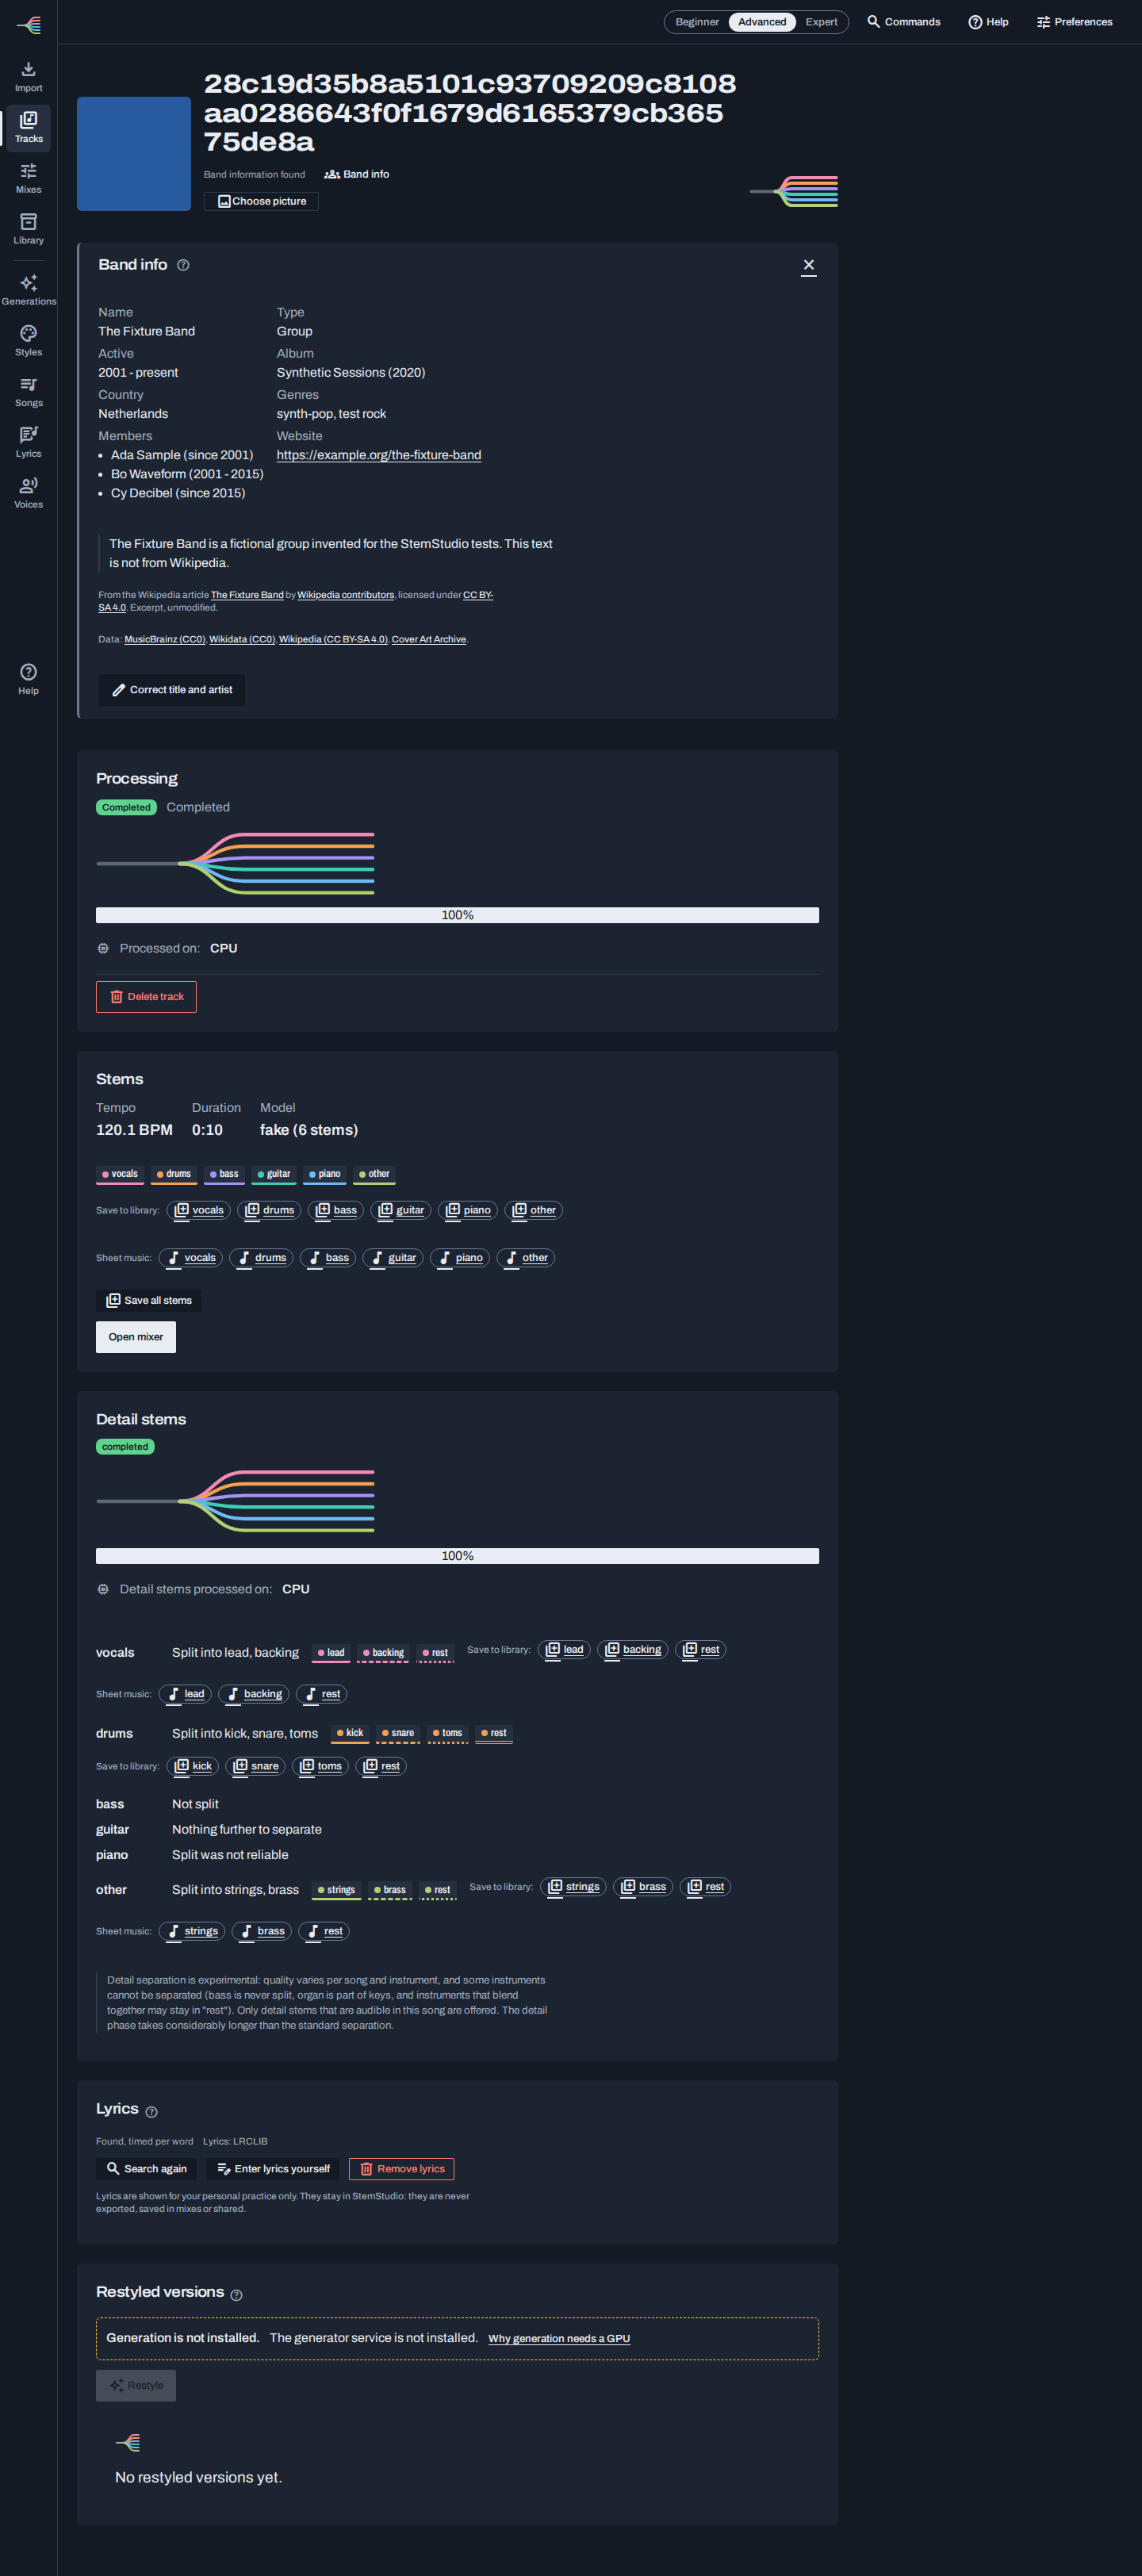 Beginner
Advanced
Expert
Commands
Help
Preferences
Import
Tracks
Mixes
Library
Generations
Styles
Songs
Lyrics
Voices
Help
28c19d35b8a5101c93709209c8108
aa0286643f0f1679d6165379cb365
75de8a
Band information found
Band info
Choose picture
Band info
Name
The Fixture Band
Type
Group
Active
2001 - present
Album
Synthetic Sessions (2020)
Country
Netherlands
Genres
synth-pop, test rock
Members
Ada Sample (since 2001)
Bo Waveform (2001 - 2015)
Cy Decibel (since 2015)
Website
https://example.org/the-fixture-band
The Fixture Band is a fictional group invented for the StemStudio tests. This text
is not from Wikipedia.
From the Wikipedia article The Fixture Band by Wikipedia contributors, licensed under CC BY-
SA 4.0. Excerpt, unmodified.
Data: MusicBrainz (CC0), Wikidata (CC0), Wikipedia (CC BY-SA 4.0), Cover Art Archive.
Correct title and artist
Processing
Completed Completed
100%
Processed on: CPU
Delete track
Stems
Tempo
120.1 BPM
Duration
0:10
Model
fake (6 stems)
vocals drums bass guitar piano other
Save to library: vocals drums bass guitar piano other
Sheet music: vocals drums bass guitar piano other
Save all stems
Open mixer
Detail stems
completed
100%
Detail stems processed on: CPU
vocals Split into lead, backing lead backing rest Save to library: lead backing rest
Sheet music: lead backing rest
drums Split into kick, snare, toms kick snare toms rest
Save to library: kick snare toms rest
bass Not split
guitar Nothing further to separate
piano Split was not reliable
other Split into strings, brass strings brass rest Save to library: strings brass rest
Sheet music: strings brass rest
Detail separation is experimental: quality varies per song and instrument, and some instruments
cannot be separated (bass is never split, organ is part of keys, and instruments that blend
together may stay in "rest"). Only detail stems that are audible in this song are offered. The detail
phase takes considerably longer than the standard separation.
Lyrics
Found, timed per word Lyrics: LRCLIB
Search again
Enter lyrics yourself
Remove lyrics
Lyrics are shown for your personal practice only. They stay in StemStudio: they are never
exported, saved in mixes or shared.
Restyled versions
Generation is not installed. The generator service is not installed. Why generation needs a GPU
Restyle
No restyled versions yet.